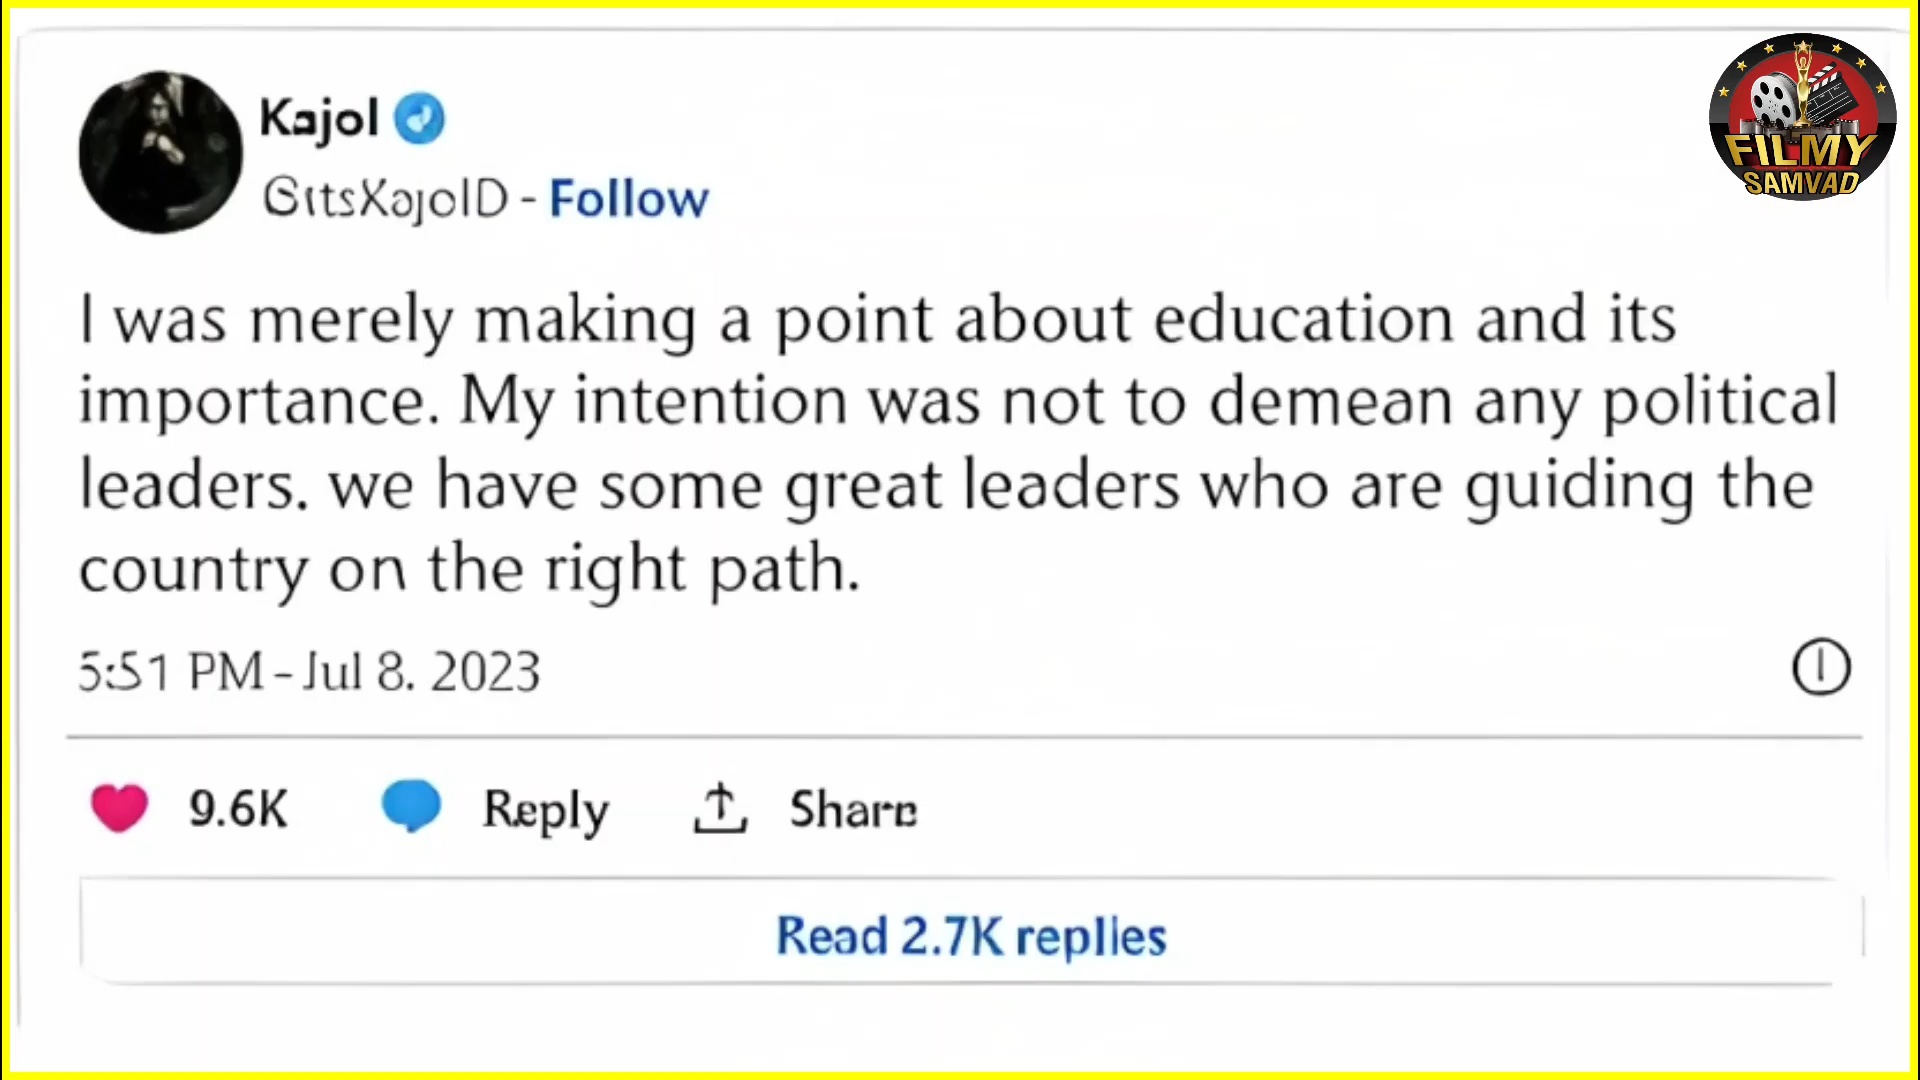 Kajol
GitsXajolD - Follow
FILMY
SAMVAD
I was merely making a point about education and its
importance. My intention was not to demean any political
leaders. we have some great leaders who are guiding the
country on the right path.
5:51 PM - Jul 8. 2023
9.6K Reply Share
Read 2.7K replies